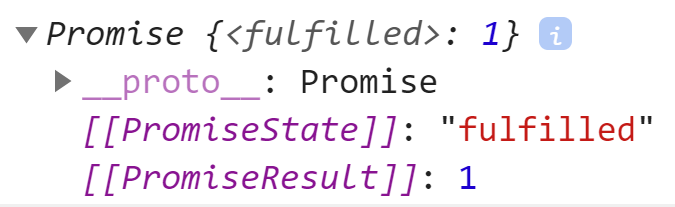 Promise {<fulfilled>: 1} i
__proto__: Promise
[[PromiseState]]: "fulfilled"
[[PromiseResult]]: 1